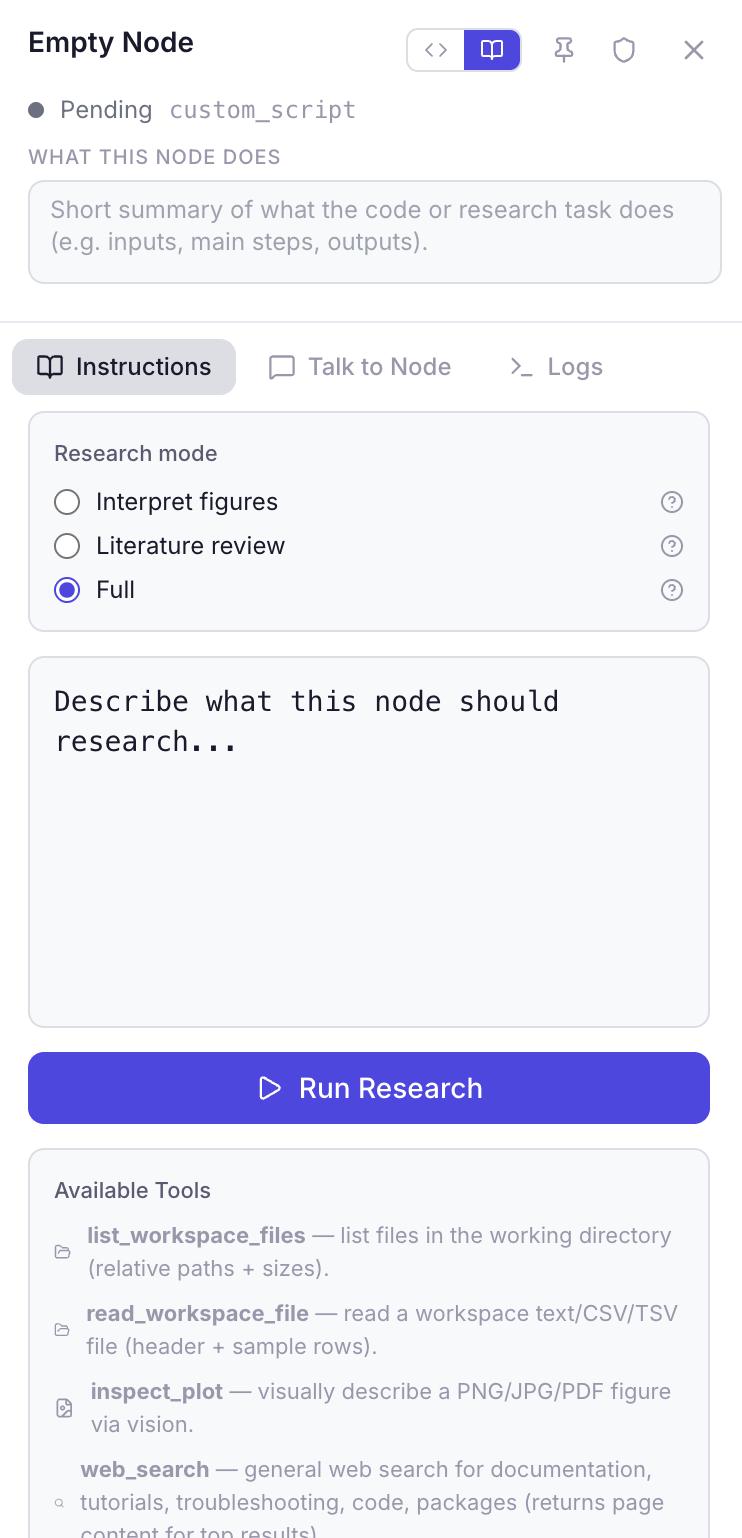 Empty Node
Pending custom_script
WHAT THIS NODE DOES
Short summary of what the code or research task does
(e.g. inputs, main steps, outputs).
Instructions Talk to Node Logs
Research mode
Interpret figures
Literature review
Full
Describe what this node should
research...
Run Research
Available Tools
list_workspace_files — list files in the working directory
(relative paths + sizes).
read_workspace_file — read a workspace text/CSV/TSV
file (header + sample rows).
inspect_plot — visually describe a PNG/JPG/PDF figure
via vision.
web_search — general web search for documentation,
tutorials, troubleshooting, code, packages (returns page
content for top results)